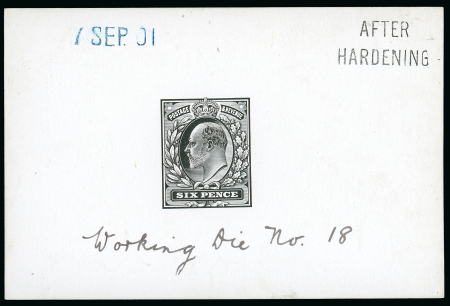 7 SEP. 01
AFTER
HARDENING
POSTAGE & REVENUE
SIX PENCE
Working Die No. 18